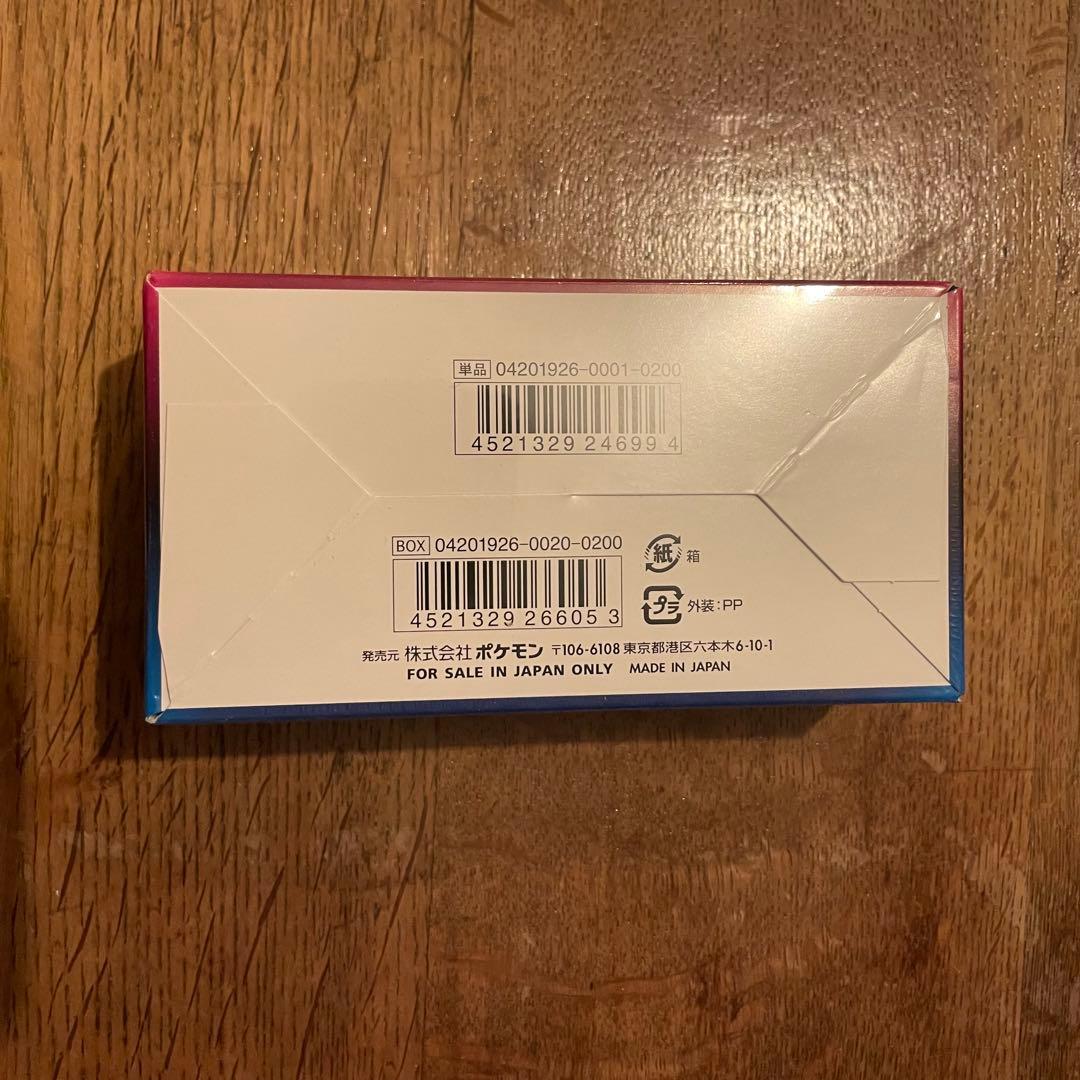 単品 04201926-0001-0200
4521329 24699 4
BOX 04201926-0020-0200
4521329 26605 3
紙 箱
プラ 外装:PP
発売元 株式会社 ポケモン 〒106-6108 東京都港区六本木6-10-1
FOR SALE IN JAPAN ONLY MADE IN JAPAN